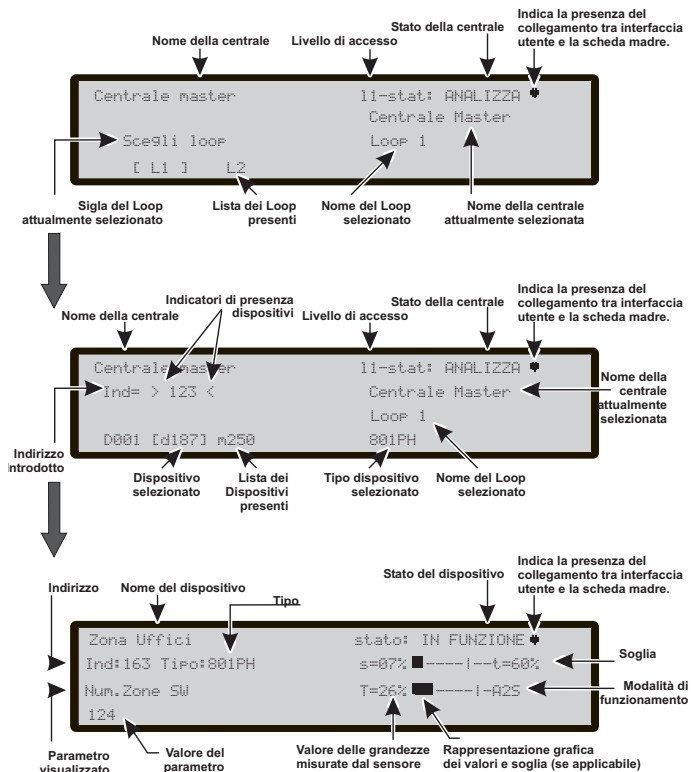 Indica la presenza del
collegamento tra interfaccia
utente e la scheda madre.
Stato della centrale
Nome della centrale
Livello di accesso
Centrale master
l1-stat: ANALIZZA
Centrale Master
Scegli loop
Loop 1
[ L1 ] L2
Sigla del Loop
attualmente selezionato
Lista dei Loop
presenti
Nome del Loop
selezionato
Nome della centrale
attualmente selezionata
Indica la presenza del
collegamento tra interfaccia
utente e la scheda madre.
Stato della centrale
Indicatori di presenza
dispositivi
Nome della centrale
Livello di accesso
Centrale master
l1-stat: ANALIZZA
Ind= > 123 <
Centrale Master
Loop 1
D001 [d187] m250
801PH
Nome della
centrale
attualmente
selezionata
Indirizzo
introdotto
Dispositivo
selezionato
Lista dei
Dispositivi
presenti
Tipo dispositivo
selezionato
Nome del Loop
selezionato
Indica la presenza del
collegamento tra interfaccia
utente e la scheda madre.
Stato del dispositivo
Indirizzo
Nome del dispositivo
Tipo
Zona Uffici
stato: IN FUNZIONE
Ind:163 Tipo:801PH
s=07% ----|--t=60%
Soglia
Num.Zone SW
T=26% ----|-A2S
Modalità di
funzionamento
124
Parametro
visualizzato
Valore del
parametro
Valore delle grandezze
misurate dal sensore
Rappresentazione grafica
dei valori e soglia (se applicabile)